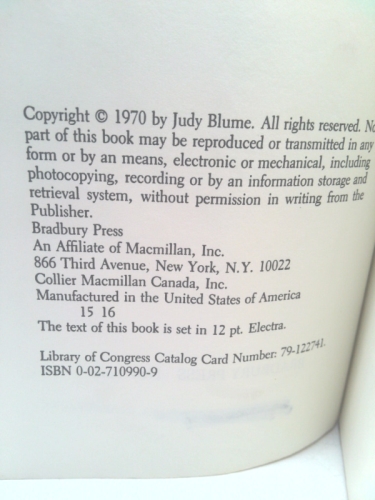 Copyright © 1970 by Judy Blume. All rights reserved. No
part of this book may be reproduced or transmitted in any
form or by an means, electronic or mechanical, including
photocopying, recording or by an information storage and
retrieval system, without permission in writing from the
Publisher.
Bradbury Press
An Affiliate of Macmillan, Inc.
866 Third Avenue, New York, N.Y. 10022
Collier Macmillan Canada, Inc.
Manufactured in the United States of America
15 16
The text of this book is set in 12 pt. Electra.
Library of Congress Catalog Card Number: 79-122741.
ISBN 0-02-710990-9